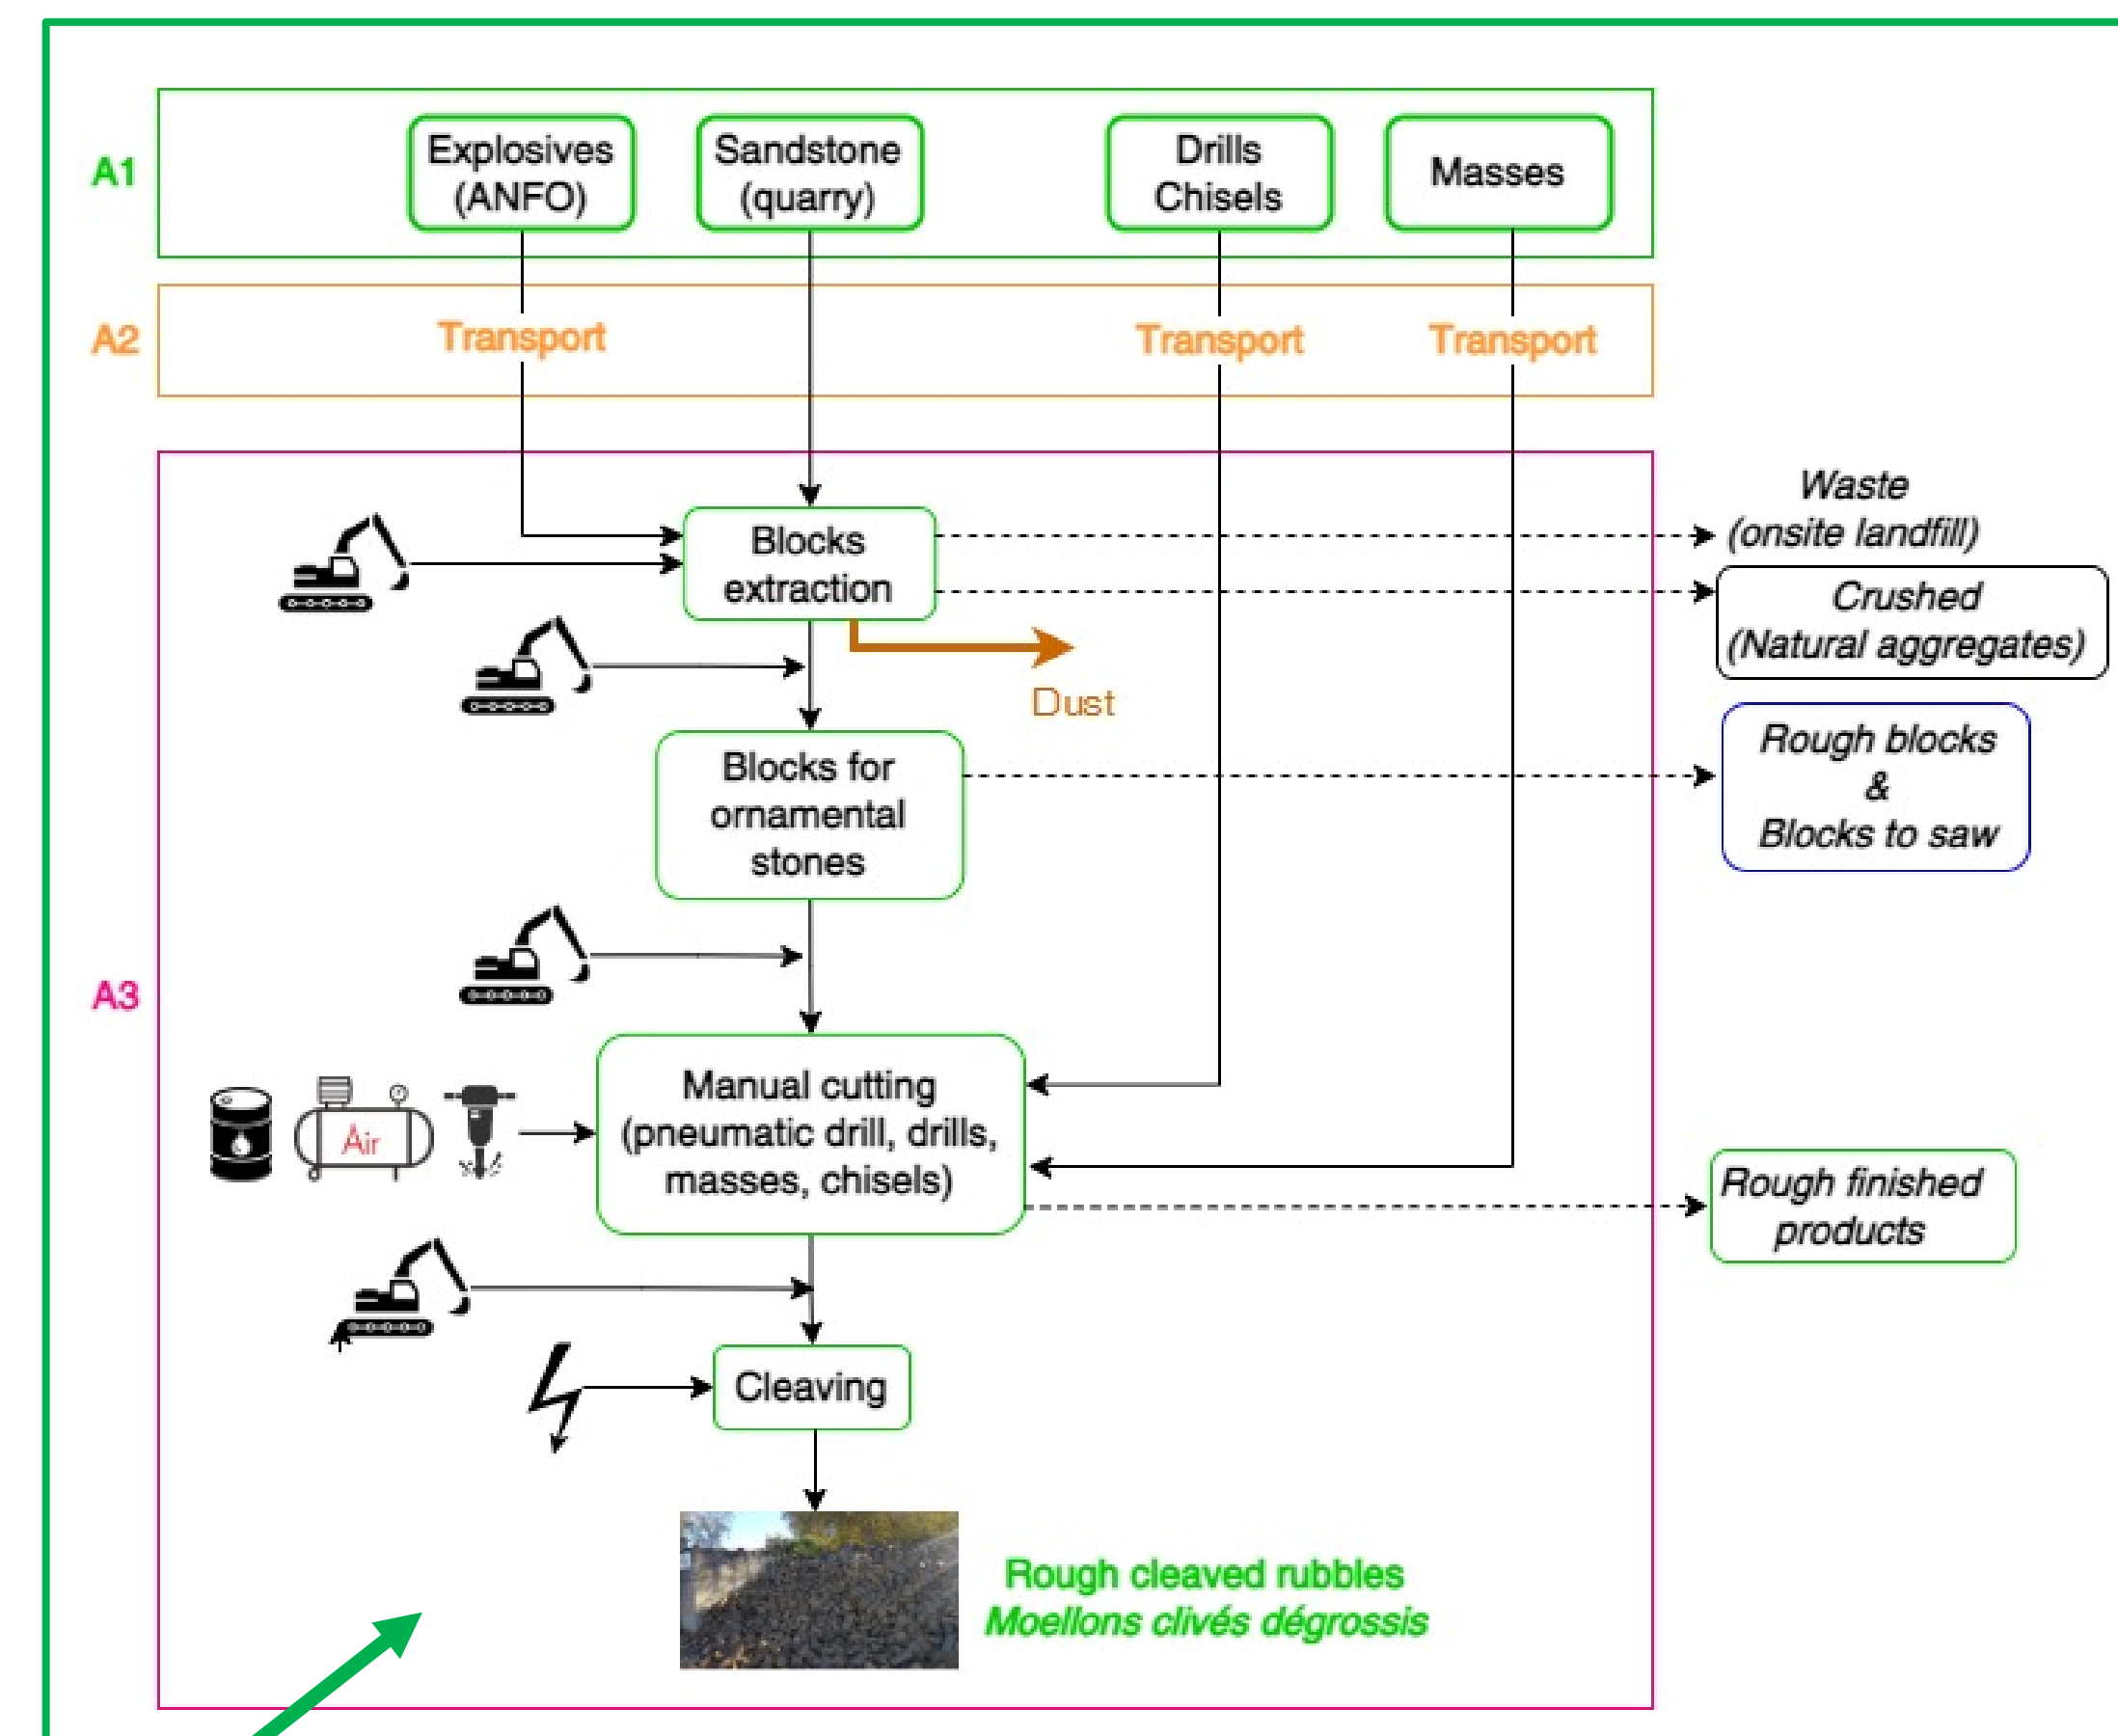 A1
Explosives
(ANFO)
Sandstone
(quarry)
Drills
Chisels
Masses
A2
Transport
Transport
Transport
A3
Blocks
extraction
Waste
(onsite landfill)
Crushed
(Natural aggregates)
Dust
Blocks for
ornamental
stones
Rough blocks
&
Blocks to saw
Air
Manual cutting
(pneumatic drill, drills,
masses, chisels)
Rough finished
products
Cleaving
Rough cleaved rubbles
Moellons clivés dégrossis